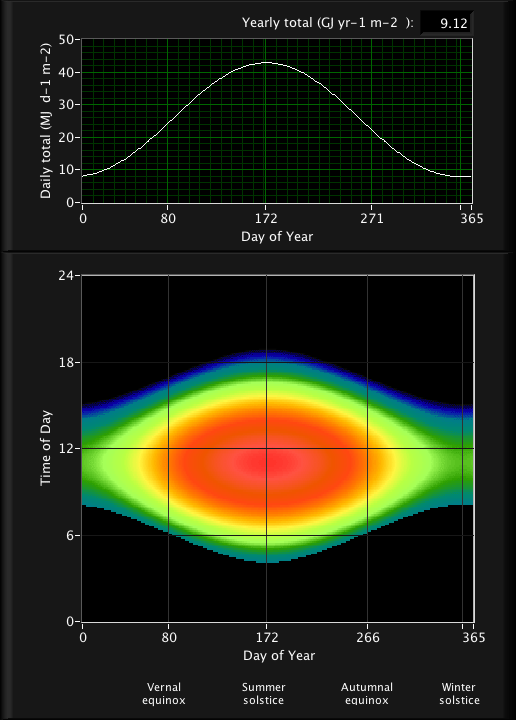 Yearly total (GJ yr-1 m-2 ): 9.12
50
40
30
20
10
0
Daily total (MJ d-1 m-2)
0 80 172 271 365
Day of Year
24
18
12
6
0
Time of Day
0 80 172 266 365
Day of Year
Vernal Summer Autumnal Winter
equinox solstice equinox solstice